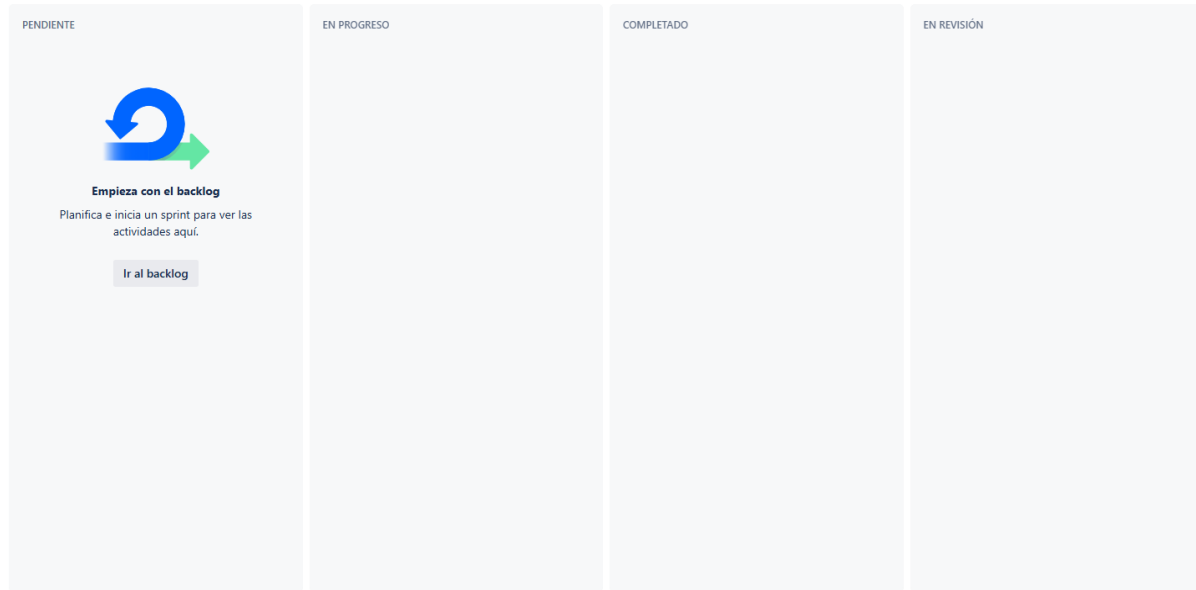 PENDIENTE
EN PROGRESO
COMPLETADO
EN REVISIÓN
Empieza con el backlog
Planifica e inicia un sprint para ver las
actividades aquí.
Ir al backlog